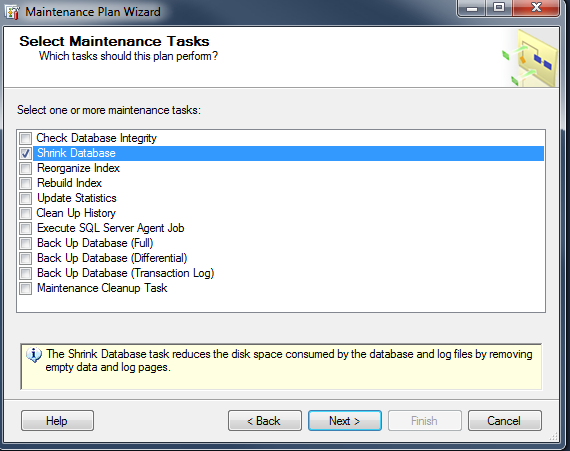 Maintenance Plan Wizard
Select Maintenance Tasks
Which tasks should this plan perform?
Select one or more maintenance tasks:
Check Database Integrity
Shrink Database
Reorganize Index
Rebuild Index
Update Statistics
Clean Up History
Execute SQL Server Agent Job
Back Up Database (Full)
Back Up Database (Differential)
Back Up Database (Transaction Log)
Maintenance Cleanup Task
The Shrink Database task reduces the disk space consumed by the database and log files by removing
empty data and log pages.
Help < Back Next > Finish Cancel